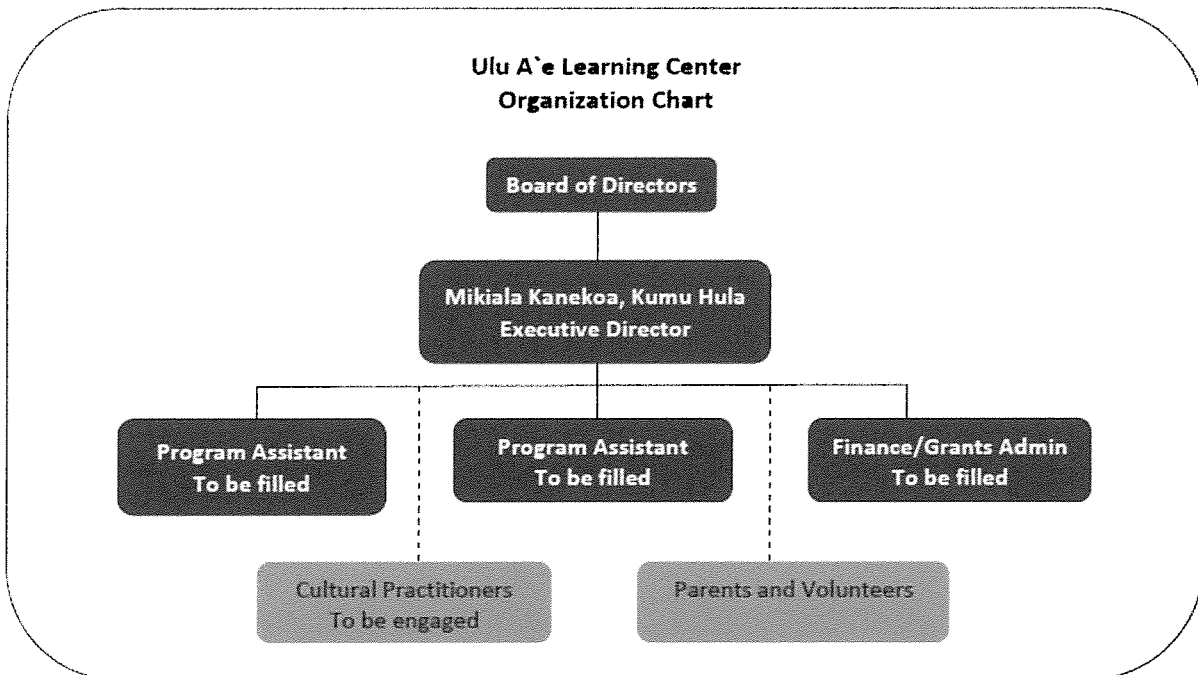 Ulu A`e Learning Center
Organization Chart
Board of Directors
Mikiala Kanekoa, Kumu Hula
Executive Director
Program Assistant
To be filled
Program Assistant
To be filled
Finance/Grants Admin
To be filled
Cultural Practitioners
To be engaged
Parents and Volunteers